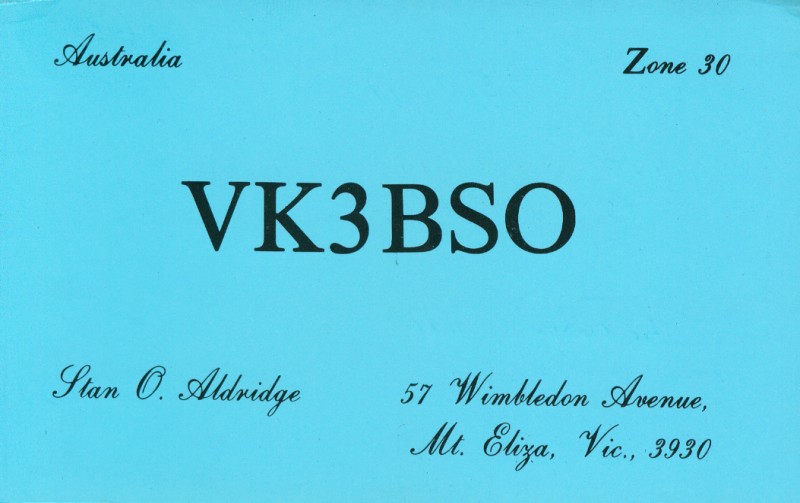 Australia
Zone 30
VK3BSO
Stan O. Aldridge
57 Wimbledon Avenue,
Mt. Eliza, Vic., 3930